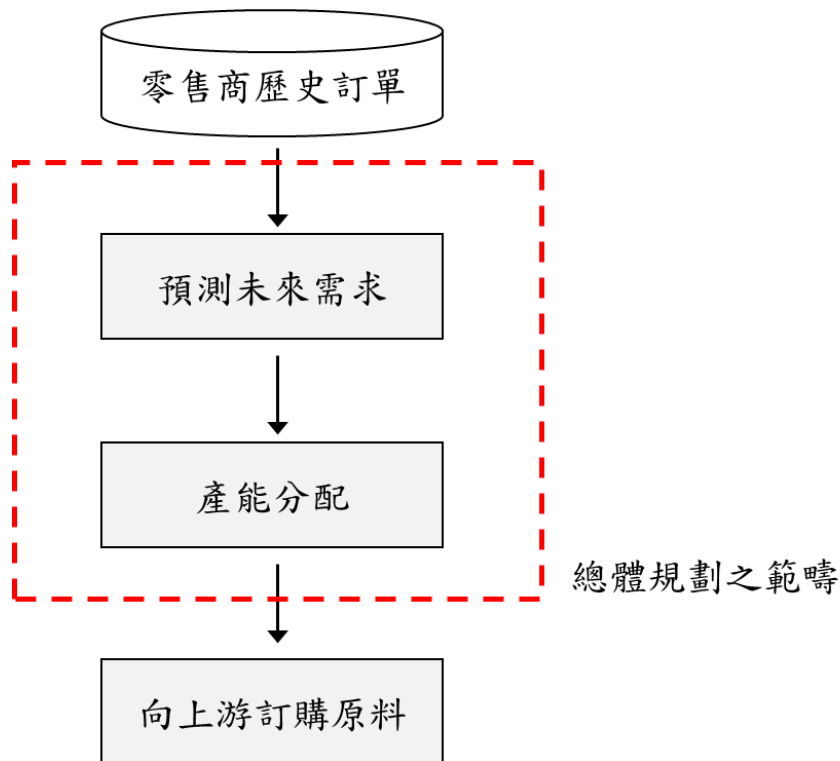 零售商歷史訂單
預測未來需求
產能分配
總體規劃之範疇
向上游訂購原料